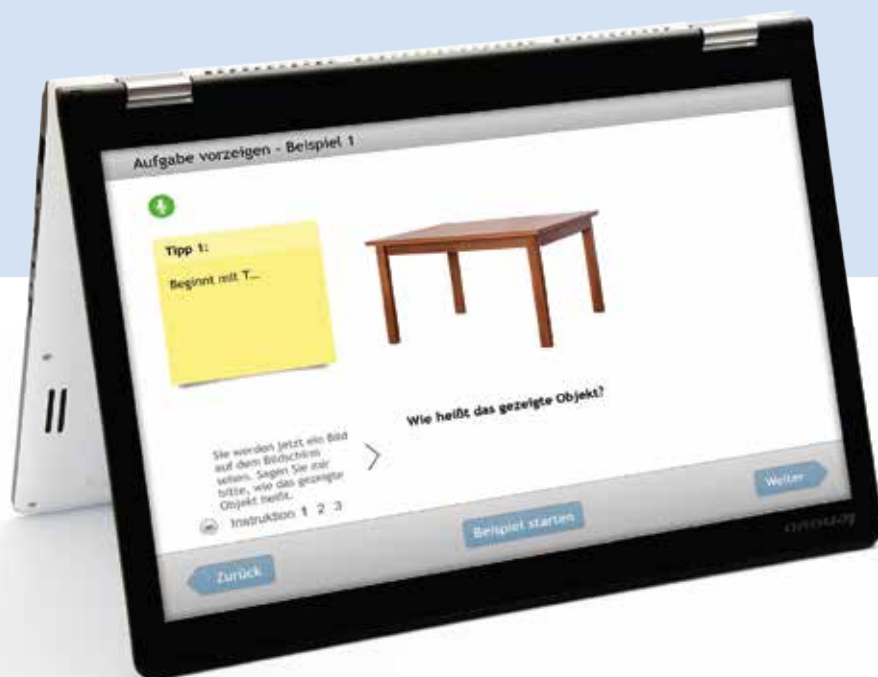 Aufgabe vorzeigen - Beispiel 1
Tipp 1:
Beginnt mit T...
Wie heißt das gezeigte Objekt?
Sie werden jetzt ein Bild
auf dem Bildschirm
sehen. Sagen Sie mir
bitte, wie das gezeigte
Objekt heißt.
Instruktion 1 2 3
Zurück
Beispiel starten
Weiter
lenovo